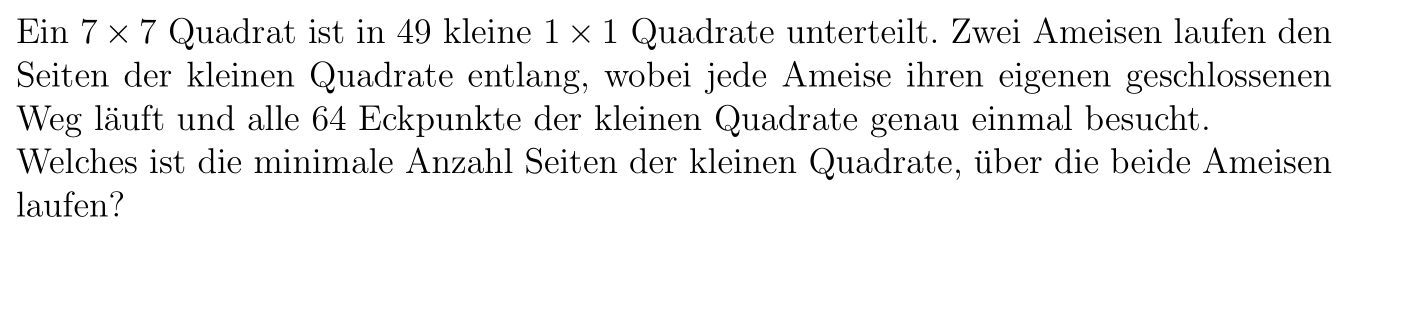 Ein 7 × 7 Quadrat ist in 49 kleine 1 × 1 Quadrate unterteilt. Zwei Ameisen laufen den
Seiten der kleinen Quadrate entlang, wobei jede Ameise ihren eigenen geschlossenen
Weg läuft und alle 64 Eckpunkte der kleinen Quadrate genau einmal besucht.
Welches ist die minimale Anzahl Seiten der kleinen Quadrate, über die beide Ameisen
laufen?